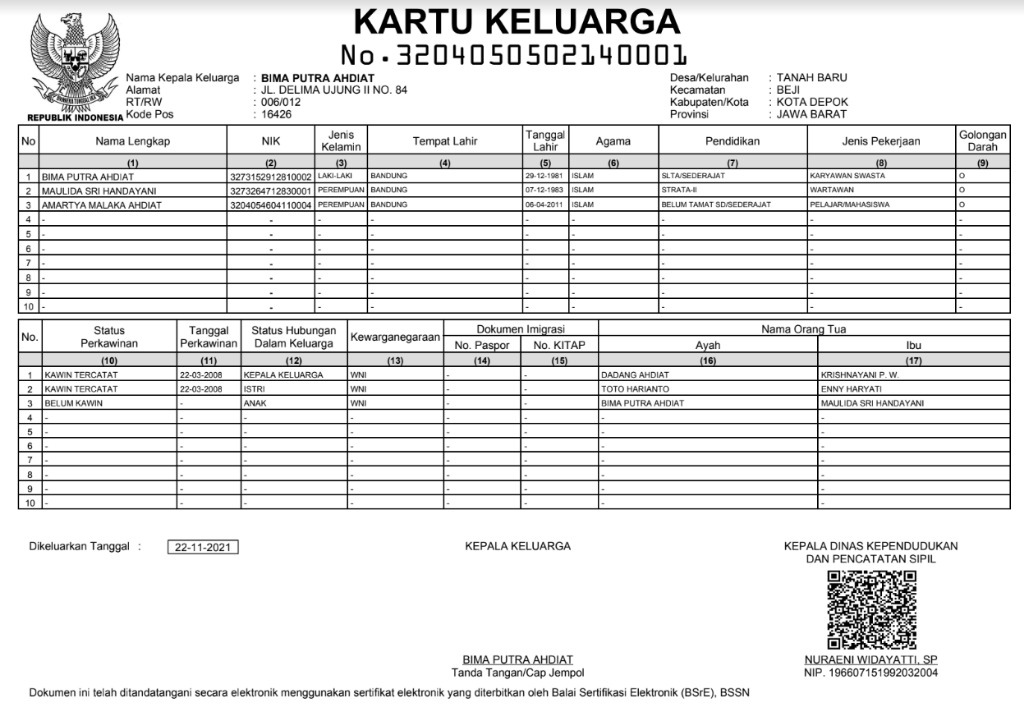 KARTU KELUARGA
No.3204050502140001
REPUBLIK INDONESIA
Nama Kepala Keluarga : BIMA PUTRA AHDIAT
Alamat : JL. DELIMA UJUNG II NO. 84
RT/RW : 006/012
Kode Pos : 16426
Desa/Kelurahan : TANAH BARU
Kecamatan : BEJI
Kabupaten/Kota : KOTA DEPOK
Provinsi : JAWA BARAT
No Nama Lengkap NIK Jenis Kelamin Tempat Lahir Tanggal Lahir Agama Pendidikan Jenis Pekerjaan Golongan Darah
(1) (2) (3) (4) (5) (6) (7) (8) (9)
1 BIMA PUTRA AHDIAT 3273152912810002 LAKI-LAKI BANDUNG 29-12-1981 ISLAM SLTA/SEDERAJAT KARYAWAN SWASTA O
2 MAULIDA SRI HANDAYANI 3273264712830001 PEREMPUAN BANDUNG 07-12-1983 ISLAM STRATA-II WARTAWAN O
3 AMARTYA MALAKA AHDIAT 3204054604110004 PEREMPUAN BANDUNG 06-04-2011 ISLAM BELUM TAMAT SD/SEDERAJAT PELAJAR/MAHASISWA O
4 - - - - - - - - -
5 - - - - - - - - -
6 - - - - - - - - -
7 - - - - - - - - -
8 - - - - - - - - -
9 - - - - - - - - -
10 - - - - - - - - -
No. Status Perkawinan Tanggal Perkawinan Status Hubungan Dalam Keluarga Kewarganegaraan Dokumen Imigrasi Nama Orang Tua
No. Paspor No. KITAP Ayah Ibu
(10) (11) (12) (13) (14) (15) (16) (17)
1 KAWIN TERCATAT 22-03-2008 KEPALA KELUARGA WNI - - DADANG AHDIAT KRISHNAYANI P. W.
2 KAWIN TERCATAT 22-03-2008 ISTRI WNI - - TOTO HARIANTO ENNY HARYATI
3 BELUM KAWIN - ANAK WNI - - BIMA PUTRA AHDIAT MAULIDA SRI HANDAYANI
4 - - - - - - - -
5 - - - - - - - -
6 - - - - - - - -
7 - - - - - - - -
8 - - - - - - - -
9 - - - - - - - -
10 - - - - - - - -
Dikeluarkan Tanggal : 22-11-2021
KEPALA KELUARGA
BIMA PUTRA AHDIAT
Tanda Tangan/Cap Jempol
KEPALA DINAS KEPENDUDUKAN
DAN PENCATATAN SIPIL
NURAENI WIDAYATTI, SP
NIP. 196607151992032004
Dokumen ini telah ditandatangani secara elektronik menggunakan sertifikat elektronik yang diterbitkan oleh Balai Sertifikasi Elektronik (BSrE), BSSN